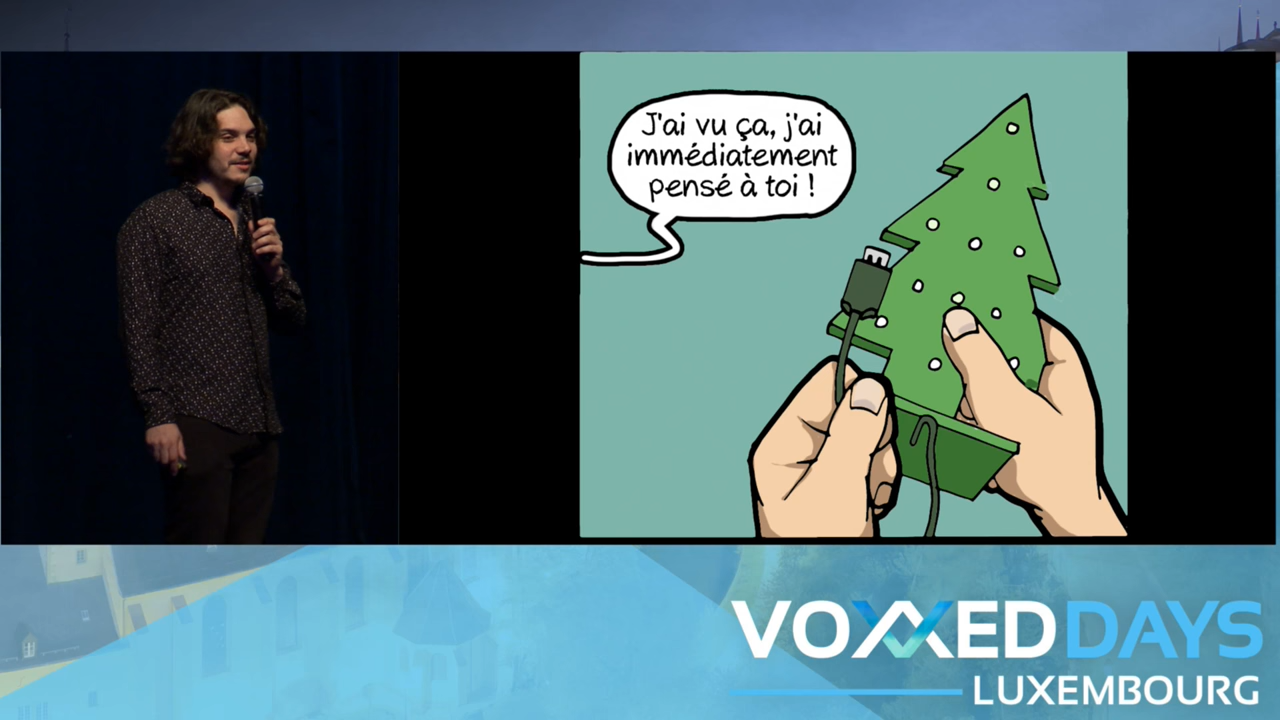 J'ai vu ça, j'ai
immédiatement
pensé à toi !
VOXXED DAYS
LUXEMBOURG